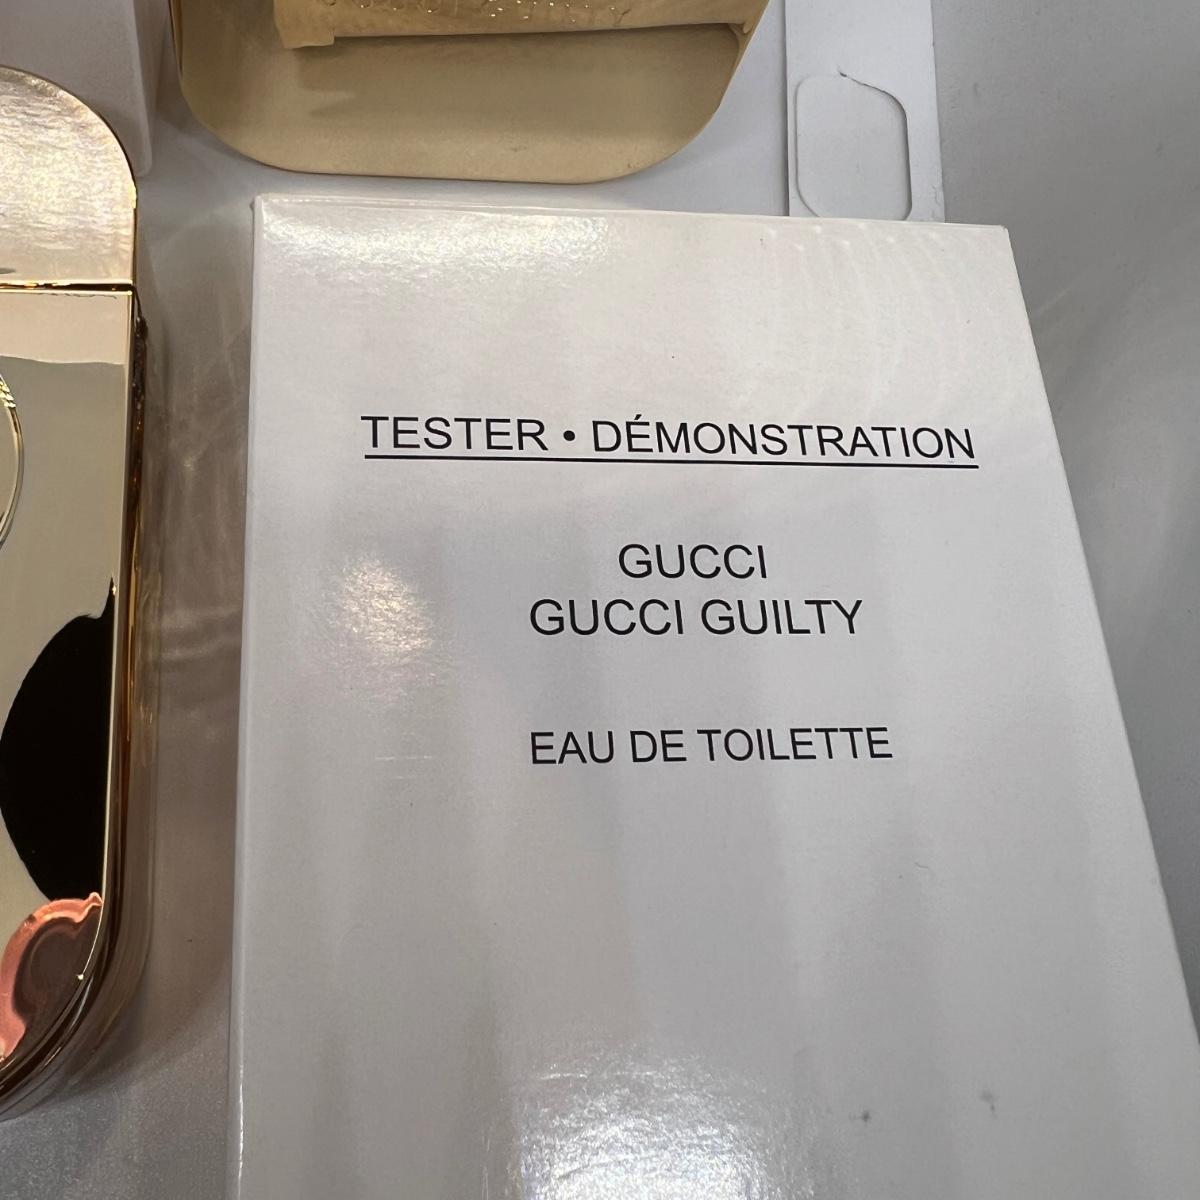 TESTER • DÉMONSTRATION
GUCCI
GUCCI GUILTY
EAU DE TOILETTE